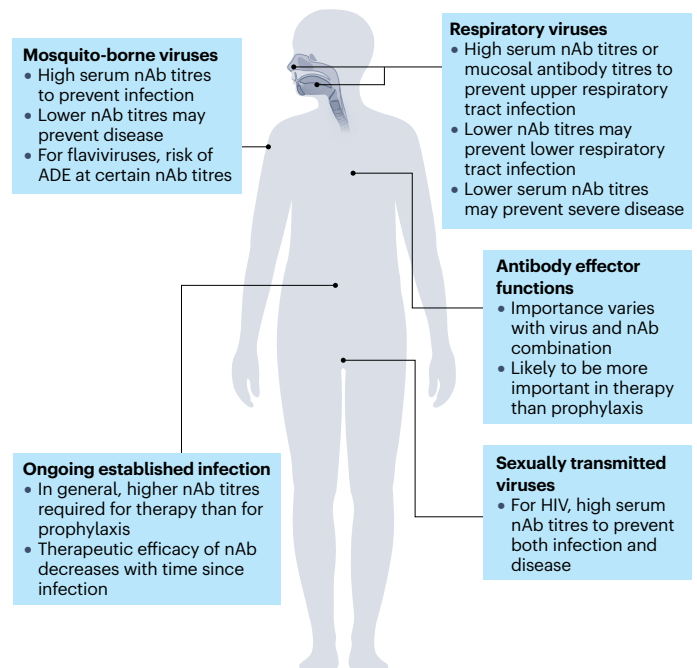 Mosquito-borne viruses
• High serum nAb titres
to prevent infection
• Lower nAb titres may
prevent disease
• For flaviviruses, risk of
ADE at certain nAb titres
Respiratory viruses
• High serum nAb titres or
mucosal antibody titres to
prevent upper respiratory
tract infection
• Lower nAb titres may
prevent lower respiratory
tract infection
• Lower serum nAb titres
may prevent severe disease
Antibody effector
functions
• Importance varies
with virus and nAb
combination
• Likely to be more
important in therapy
than prophylaxis
Ongoing established infection
• In general, higher nAb titres
required for therapy than for
prophylaxis
• Therapeutic efficacy of nAb
decreases with time since
infection
Sexually transmitted
viruses
• For HIV, high serum
nAb titres to prevent
both infection and
disease